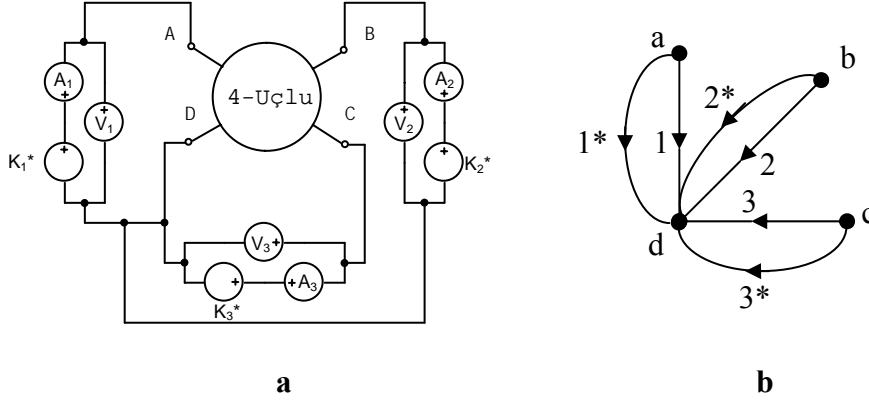 A
B
D
C
4-Uçlu
A1
+
+
V1
+
K1*
A2
+
+
V2
+
K2*
V3 +
+
+A3
K3*
a
a
b
c
d
1*
1
2*
2
3
3*
b